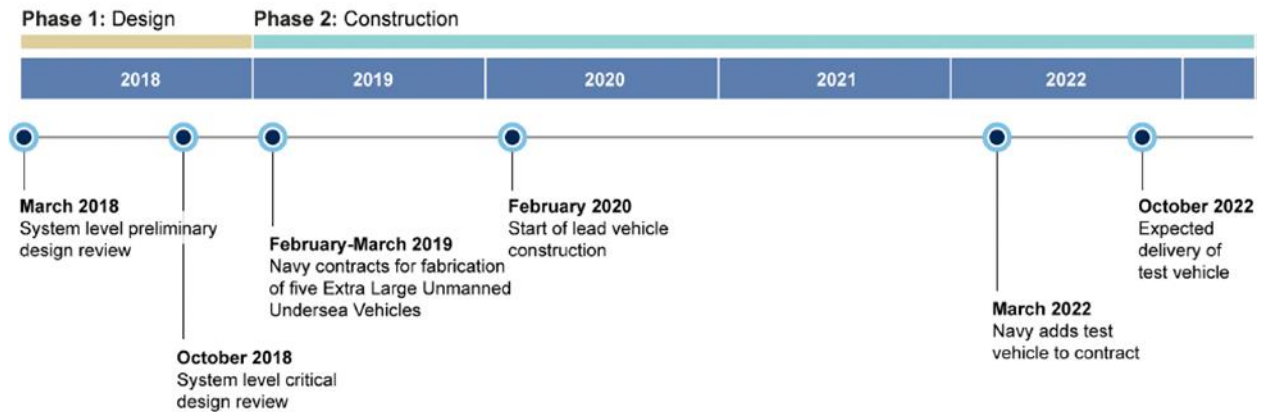 Phase 1: Design
Phase 2: Construction
2018
2019
2020
2021
2022
March 2018
System level preliminary
design review
October 2018
System level critical
design review
February-March 2019
Navy contracts for fabrication
of five Extra Large Unmanned
Undersea Vehicles
February 2020
Start of lead vehicle
construction
March 2022
Navy adds test
vehicle to contract
October 2022
Expected
delivery of
test vehicle